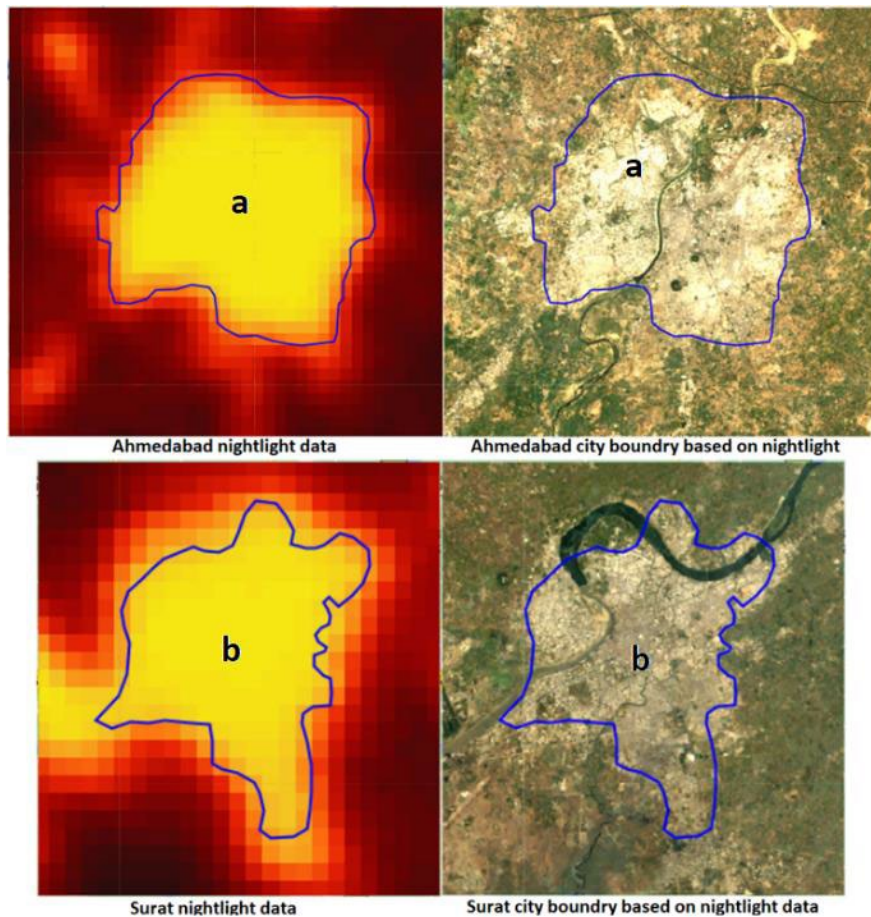 a
a
Ahmedabad nightlight data
Ahmedabad city boundry based on nightlight
b
b
Surat nightlight data
Surat city boundry based on nightlight data